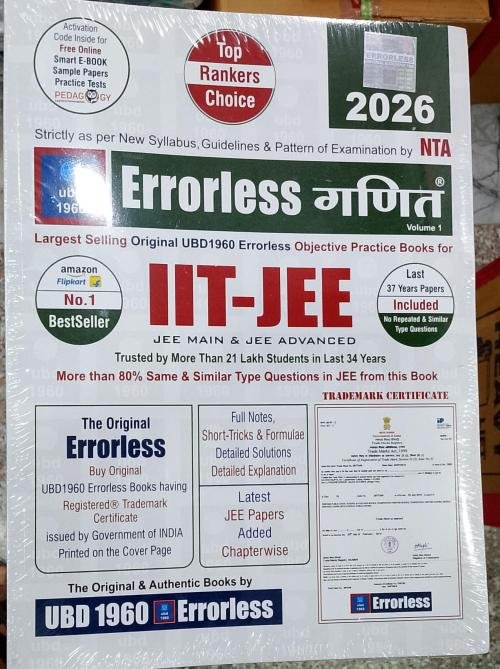 Activation
Code Inside for
Free Online
Smart E-BOOK
Sample Papers
Practice Tests
PEDAGOGY
Top
Rankers
Choice
ERRORLESS
2026
Strictly as per New Syllabus, Guidelines & Pattern of Examination by NTA
ubd
1960
Errorless गणित ®
Volume 1
Largest Selling Original UBD1960 Errorless Objective Practice Books for
amazon
Flipkart
No.1
BestSeller
IIT-JEE
JEE MAIN & JEE ADVANCED
Last
37 Years Papers
Included
No Repeated & Similar
Type Questions
Trusted by More Than 21 Lakh Students in Last 34 Years
More than 80% Same & Similar Type Questions in JEE from this Book
The Original
Errorless
Buy Original
UBD1960 Errorless Books having
Registered® Trademark
Certificate
issued by Government of INDIA
Printed on the Cover Page
Full Notes,
Short-Tricks & Formulae
Detailed Solutions
Detailed Explanation
Latest
JEE Papers
Added
Chapterwise
TRADEMARK CERTIFICATE
Trade Marks Act, 1999
Errorless
The Original & Authentic Books by
UBD 1960 ubd 1960 Errorless